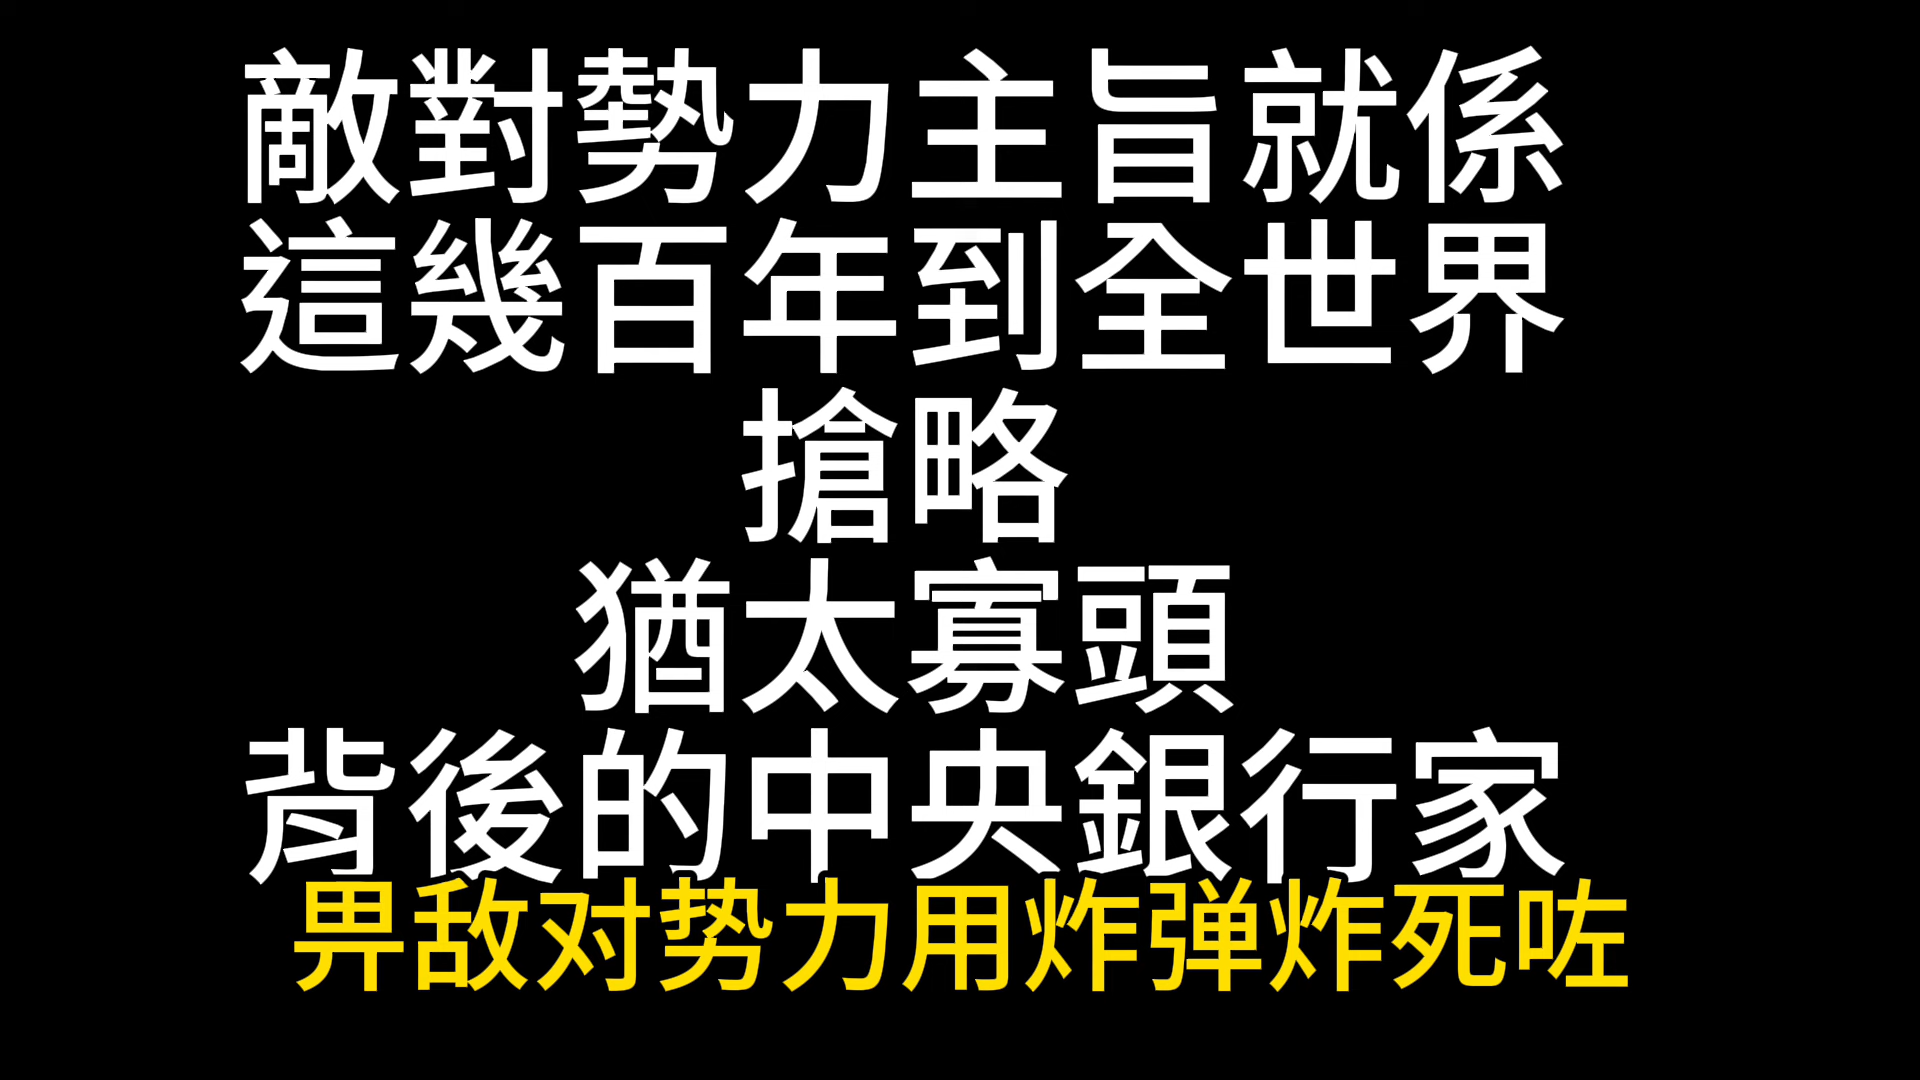 敵對勢力主旨就係
這幾百年到全世界
搶略
猶太寡頭
背後的中央銀行家
畀敌对势力用炸弹炸死咗